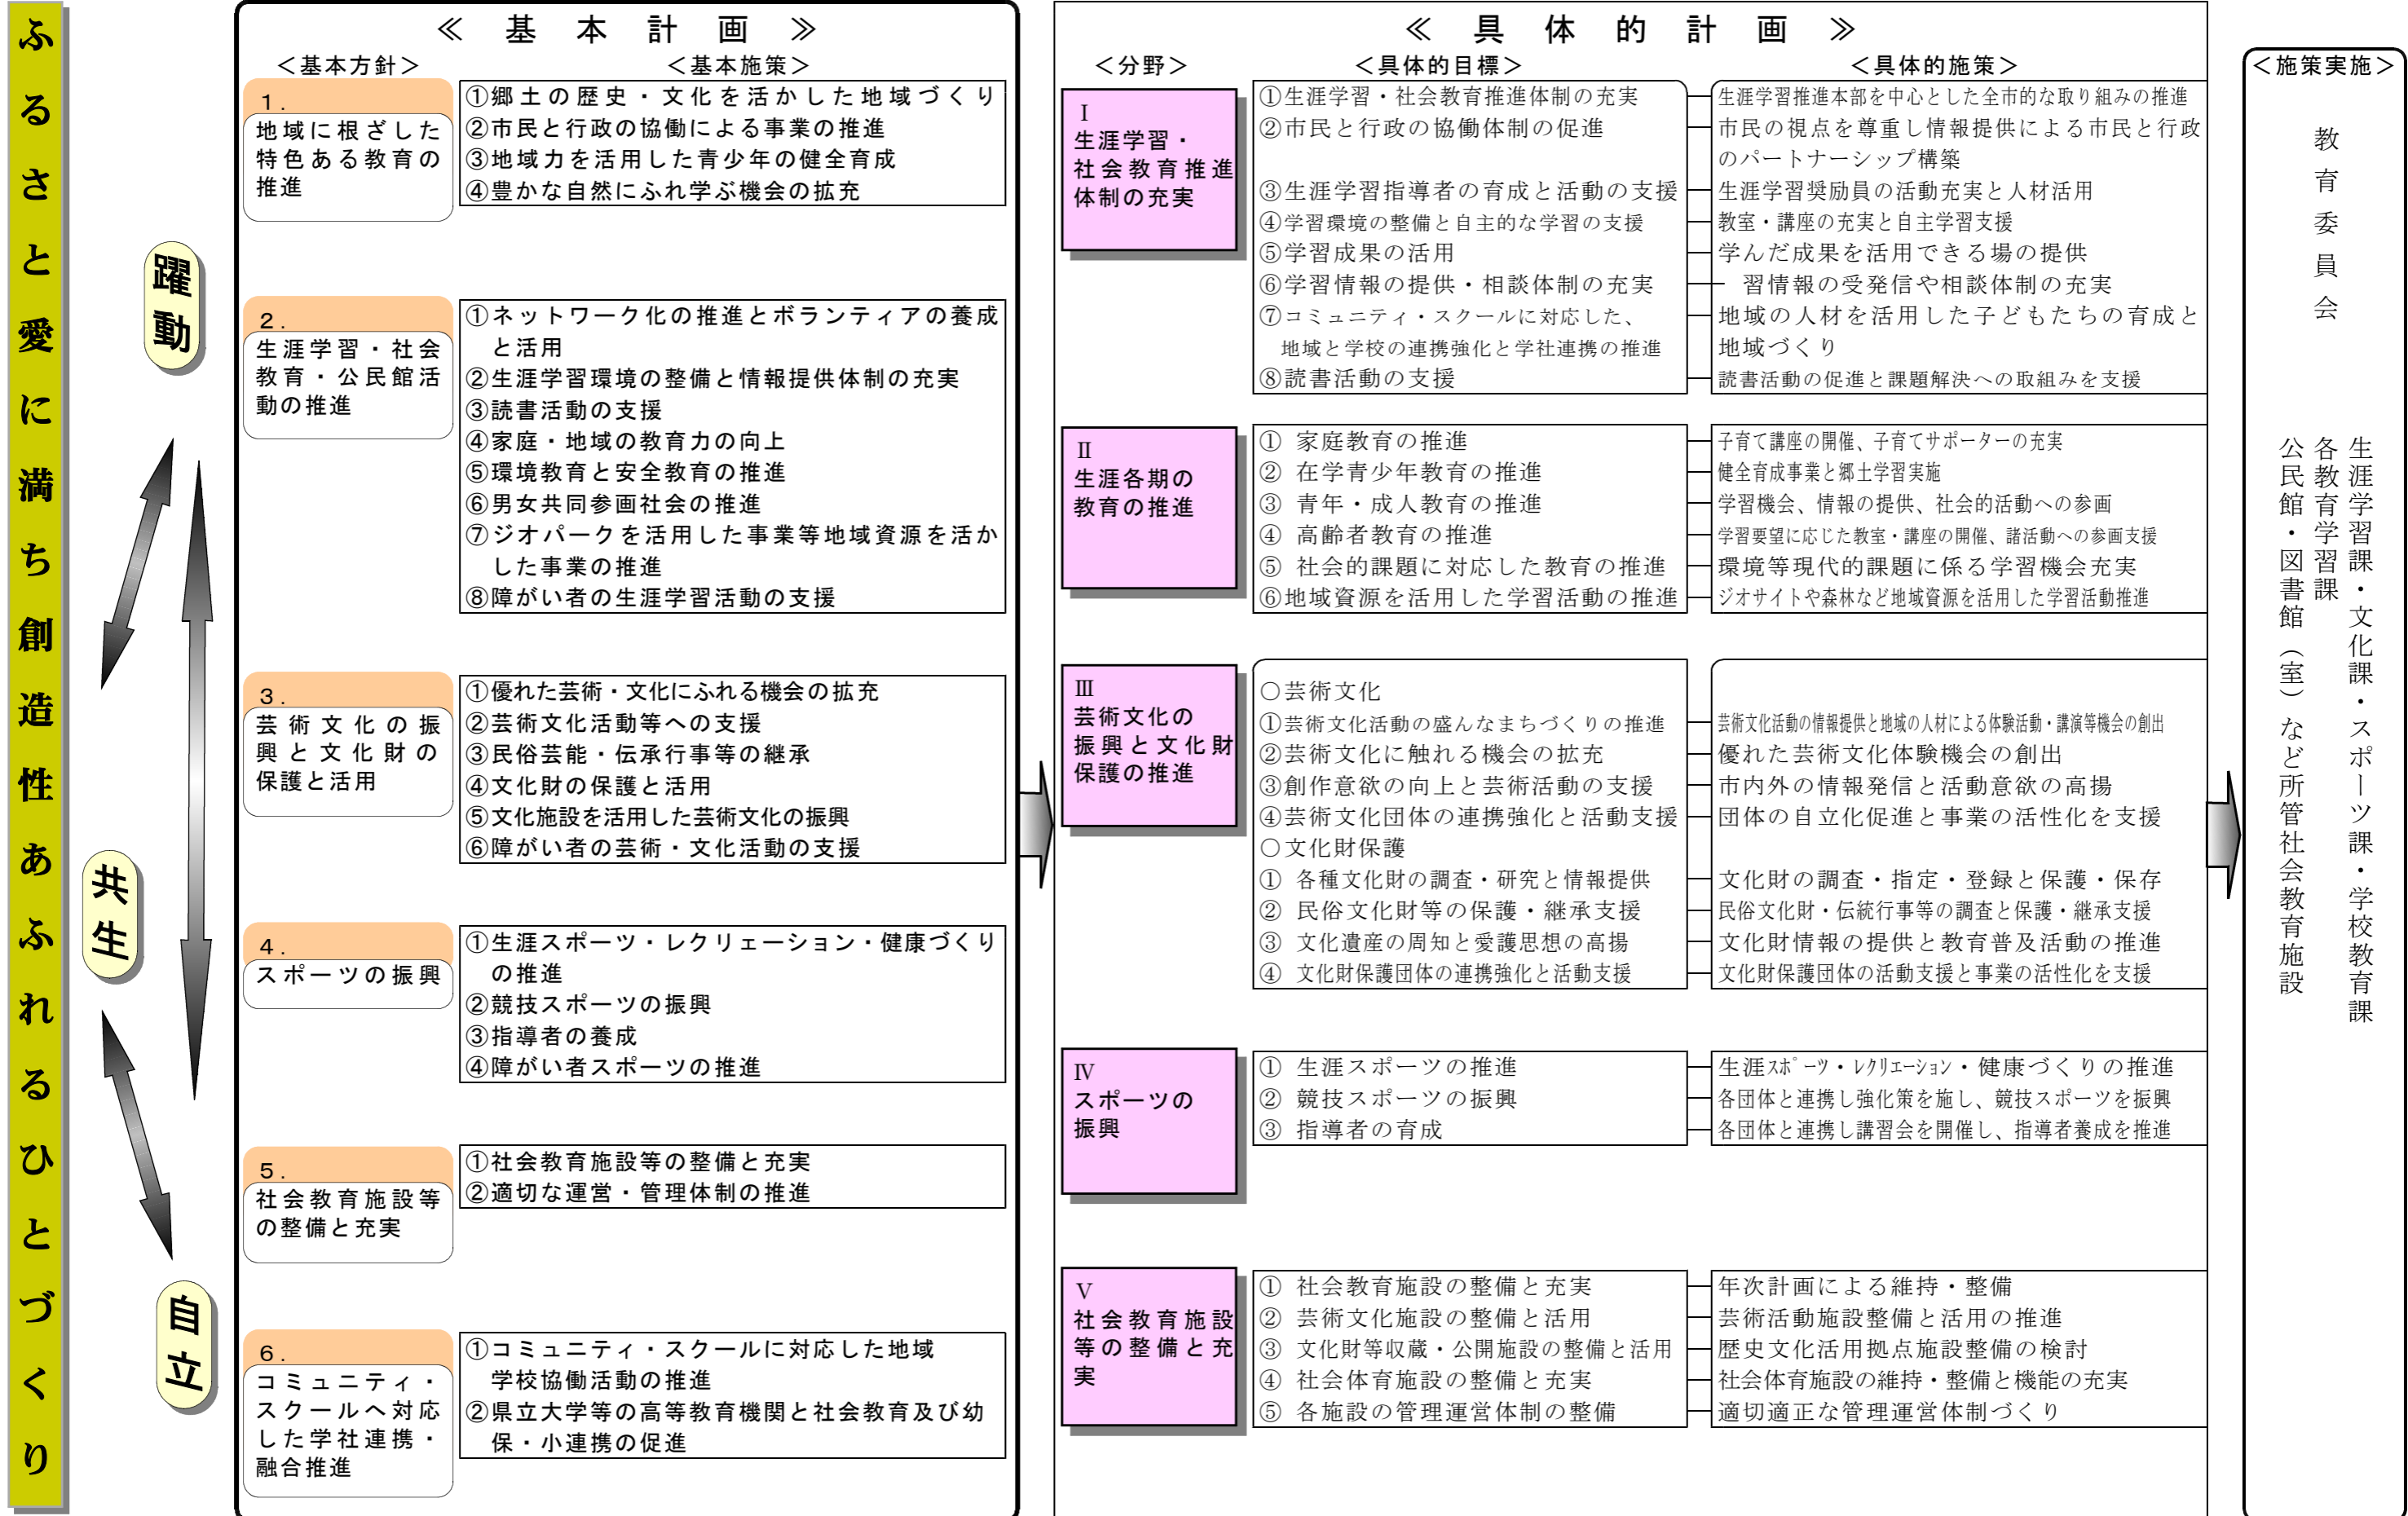 ふるさと愛に満ち創造性あふれるひとづくり
躍動
共生
自立
≪ 基 本 計 画 ≫
＜基本方針＞
＜基本施策＞
１．
地域に根ざした
特色ある教育の
推進
①郷土の歴史・文化を活かした地域づくり
②市民と行政の協働による事業の推進
③地域力を活用した青少年の健全育成
④豊かな自然にふれ学ぶ機会の拡充
２．
生涯学習・社会
教育・公民館活
動の推進
①ネットワーク化の推進とボランティアの養成
と活用
②生涯学習環境の整備と情報提供体制の充実
③読書活動の支援
④家庭・地域の教育力の向上
⑤環境教育と安全教育の推進
⑥男女共同参画社会の推進
⑦ジオパークを活用した事業等地域資源を活か
した事業の推進
⑧障がい者の生涯学習活動の支援
３．
芸術文化の振
興と文化財の
保護と活用
①優れた芸術・文化にふれる機会の拡充
②芸術文化活動等への支援
③民俗芸能・伝承行事等の継承
④文化財の保護と活用
⑤文化施設を活用した芸術文化の振興
⑥障がい者の芸術・文化活動の支援
４．
スポーツの振興
①生涯スポーツ・レクリェーション・健康づくり
の推進
②競技スポーツの振興
③指導者の養成
④障がい者スポーツの推進
５．
社会教育施設等
の整備と充実
①社会教育施設等の整備と充実
②適切な運営・管理体制の推進
６．
コミュニティ・
スクールへ対応
した学社連携・
融合推進
①コミュニティ・スクールに対応した地域
学校協働活動の推進
②県立大学等の高等教育機関と社会教育及び幼
保・小連携の促進
≪ 具 体 的 計 画 ≫
＜分野＞
＜具体的目標＞
＜具体的施策＞
Ⅰ
生涯学習・
社会教育推進
体制の充実
①生涯学習・社会教育推進体制の充実
②市民と行政の協働体制の促進
③生涯学習指導者の育成と活動の支援
④学習環境の整備と自主的な学習の支援
⑤学習成果の活用
⑥学習情報の提供・相談体制の充実
⑦コミュニティ・スクールに対応した、
地域と学校の連携強化と学社連携の推進
⑧読書活動の支援
生涯学習推進本部を中心とした全市的な取り組みの推進
市民の視点を尊重し情報提供による市民と行政
のパートナーシップ構築
生涯学習奨励員の活動充実と人材活用
教室・講座の充実と自主学習支援
学んだ成果を活用できる場の提供
習情報の受発信や相談体制の充実
地域の人材を活用した子どもたちの育成と
地域づくり
読書活動の促進と課題解決への取組みを支援
Ⅱ
生涯各期の
教育の推進
① 家庭教育の推進
② 在学青少年教育の推進
③ 青年・成人教育の推進
④ 高齢者教育の推進
⑤ 社会的課題に対応した教育の推進
⑥地域資源を活用した学習活動の推進
子育て講座の開催、子育てサポーターの充実
健全育成事業と郷土学習実施
学習機会、情報の提供、社会的活動への参画
学習要望に応じた教室・講座の開催、諸活動への参画支援
環境等現代的課題に係る学習機会充実
ジオサイトや森林など地域資源を活用した学習活動推進
Ⅲ
芸術文化の
振興と文化財
保護の推進
○芸術文化
①芸術文化活動の盛んなまちづくりの推進
②芸術文化に触れる機会の拡充
③創作意欲の向上と芸術活動の支援
④芸術文化団体の連携強化と活動支援
○文化財保護
① 各種文化財の調査・研究と情報提供
② 民俗文化財等の保護・継承支援
③ 文化遺産の周知と愛護思想の高揚
④ 文化財保護団体の連携強化と活動支援
芸術文化活動の情報提供と地域の人材による体験活動・講演等機会の創出
優れた芸術文化体験機会の創出
市内外の情報発信と活動意欲の高揚
団体の自立化促進と事業の活性化を支援
文化財の調査・指定・登録と保護・保存
民俗文化財・伝統行事等の調査と保護・継承支援
文化財情報の提供と教育普及活動の推進
文化財保護団体の活動支援と事業の活性化を支援
Ⅳ
スポーツの
振興
① 生涯スポーツの推進
② 競技スポーツの振興
③ 指導者の育成
生涯ｽﾎﾟｰﾂ・ﾚｸﾘｴｰｼｮﾝ・健康づくりの推進
各団体と連携し強化策を施し、競技スポーツを振興
各団体と連携し講習会を開催し、指導者養成を推進
Ⅴ
社会教育施設
等の整備と充
実
① 社会教育施設の整備と充実
② 芸術文化施設の整備と活用
③ 文化財等収蔵・公開施設の整備と活用
④ 社会体育施設の整備と充実
⑤ 各施設の管理運営体制の整備
年次計画による維持・整備
芸術活動施設整備と活用の推進
歴史文化活用拠点施設整備の検討
社会体育施設の維持・整備と機能の充実
適切適正な管理運営体制づくり
＜施策実施＞
教育委員会
生涯学習課・文化課・スポーツ課・学校教育課
各教育学習課
公民館・図書館（室）など所管社会教育施設